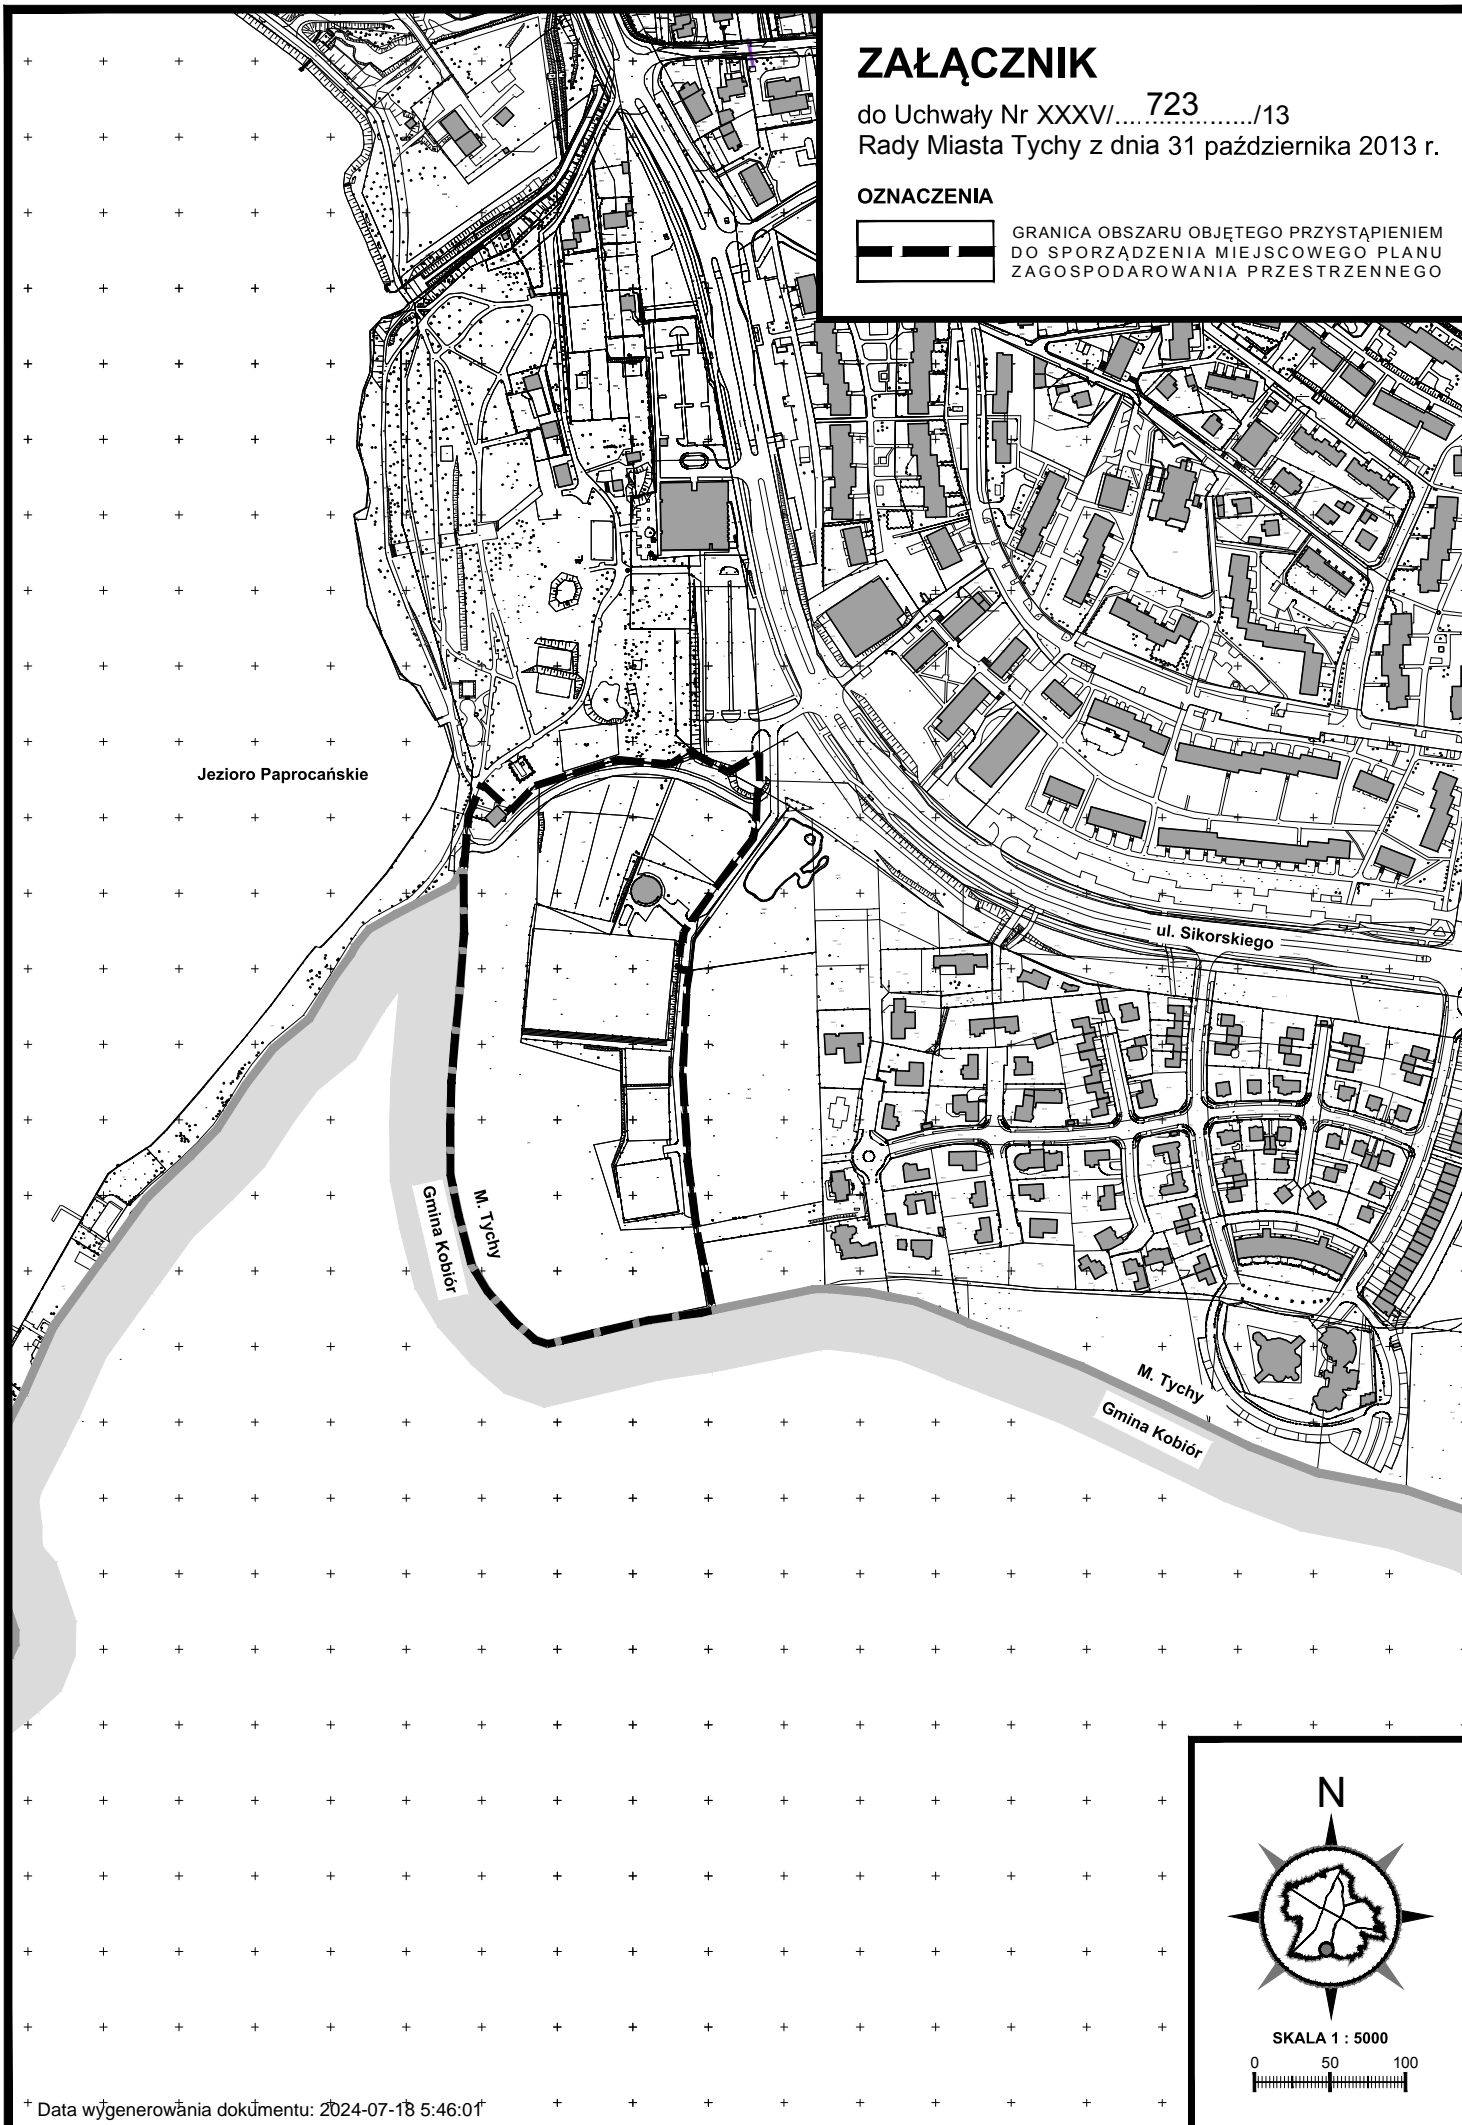 ZAŁĄCZNIK
do Uchwały Nr XXXV/.....723............/13
Rady Miasta Tychy z dnia 31 października 2013 r.
OZNACZENIA
GRANICA OBSZARU OBJĘTEGO PRZYSTĄPIENIEM
DO SPORZĄDZENIA MIEJSCOWEGO PLANU
ZAGOSPODAROWANIA PRZESTRZENNEGO
Jezioro Paprocańskie
ul. Sikorskiego
M. Tychy
Gmina Kobiór
M. Tychy
Gmina Kobiór
N
SKALA 1 : 5000
0 50 100
Data wygenerowania dokumentu: 2024-07-18 5:46:01